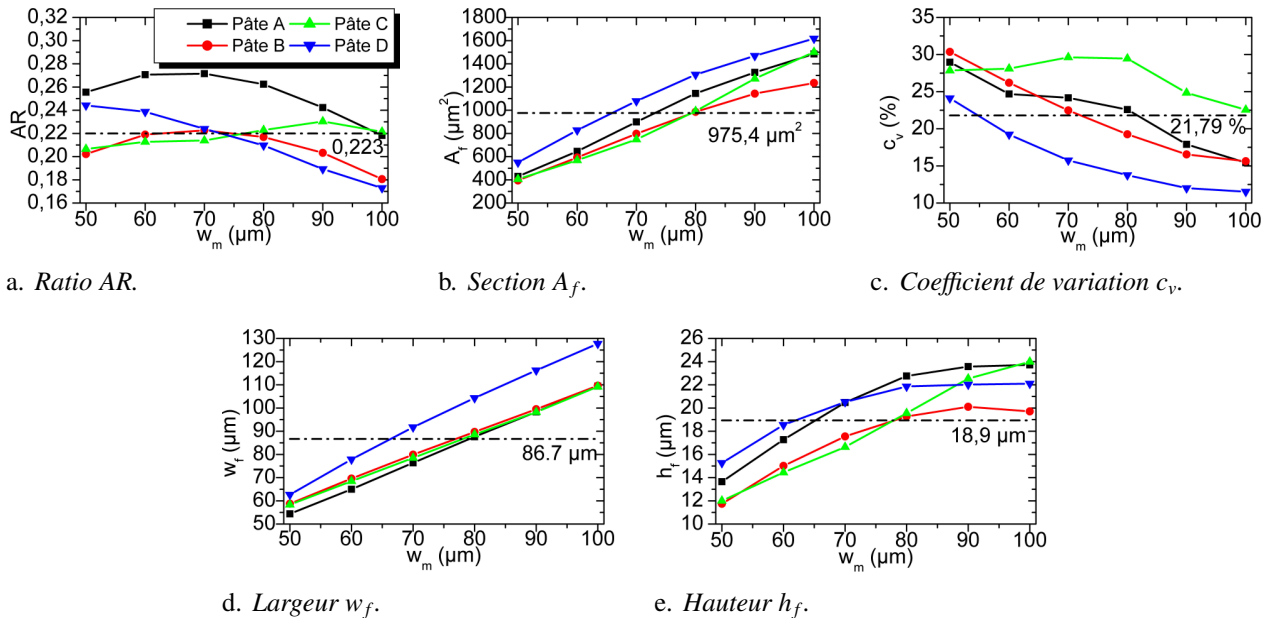 0,32
0,30
0,28
0,26
0,24
0,22
0,20
0,18
0,16
AR
Pâte A
Pâte C
Pâte B
Pâte D
0,223
50 60 70 80 90 100
w_m (µm)
a. Ratio AR.
1800
1600
1400
1200
1000
800
600
400
200
A_f (µm²)
975,4 µm²
50 60 70 80 90 100
w_m (µm)
b. Section A_f.
35
30
25
20
15
10
c_v (%)
21,79 %
50 60 70 80 90 100
w_m (µm)
c. Coefficient de variation c_v.
130
120
110
100
90
80
70
60
50
w_f (µm)
86.7 µm
50 60 70 80 90 100
w_m (µm)
d. Largeur w_f.
26
24
22
20
18
16
14
12
10
h_f (µm)
18,9 µm
50 60 70 80 90 100
w_m (µm)
e. Hauteur h_f.